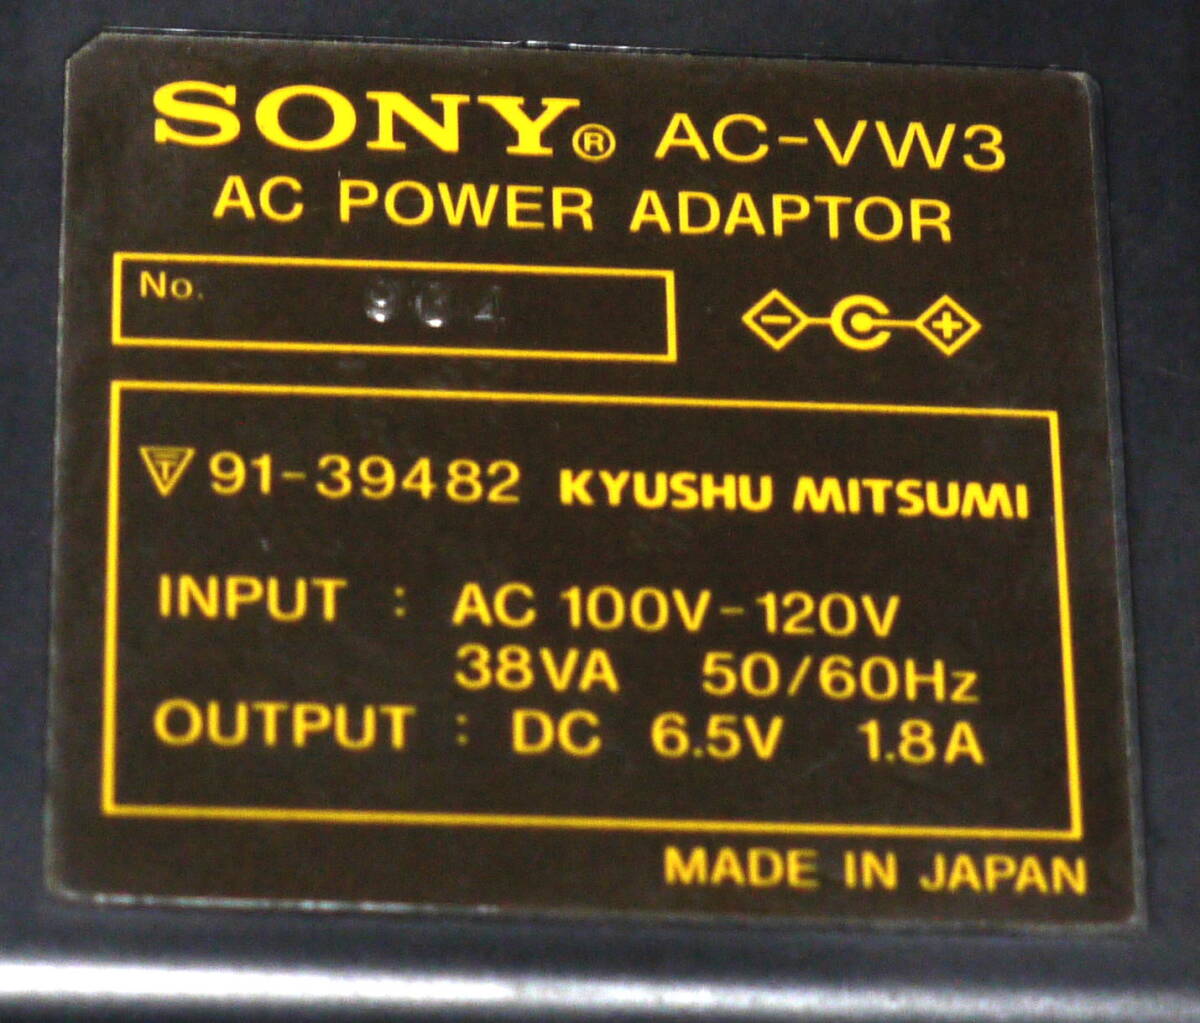 SONY® AC-VW3
AC POWER ADAPTOR
No.
T 91-39482 KYUSHU MITSUMI
INPUT : AC 100V-120V
38VA 50/60Hz
OUTPUT : DC 6.5V 1.8A
MADE IN JAPAN